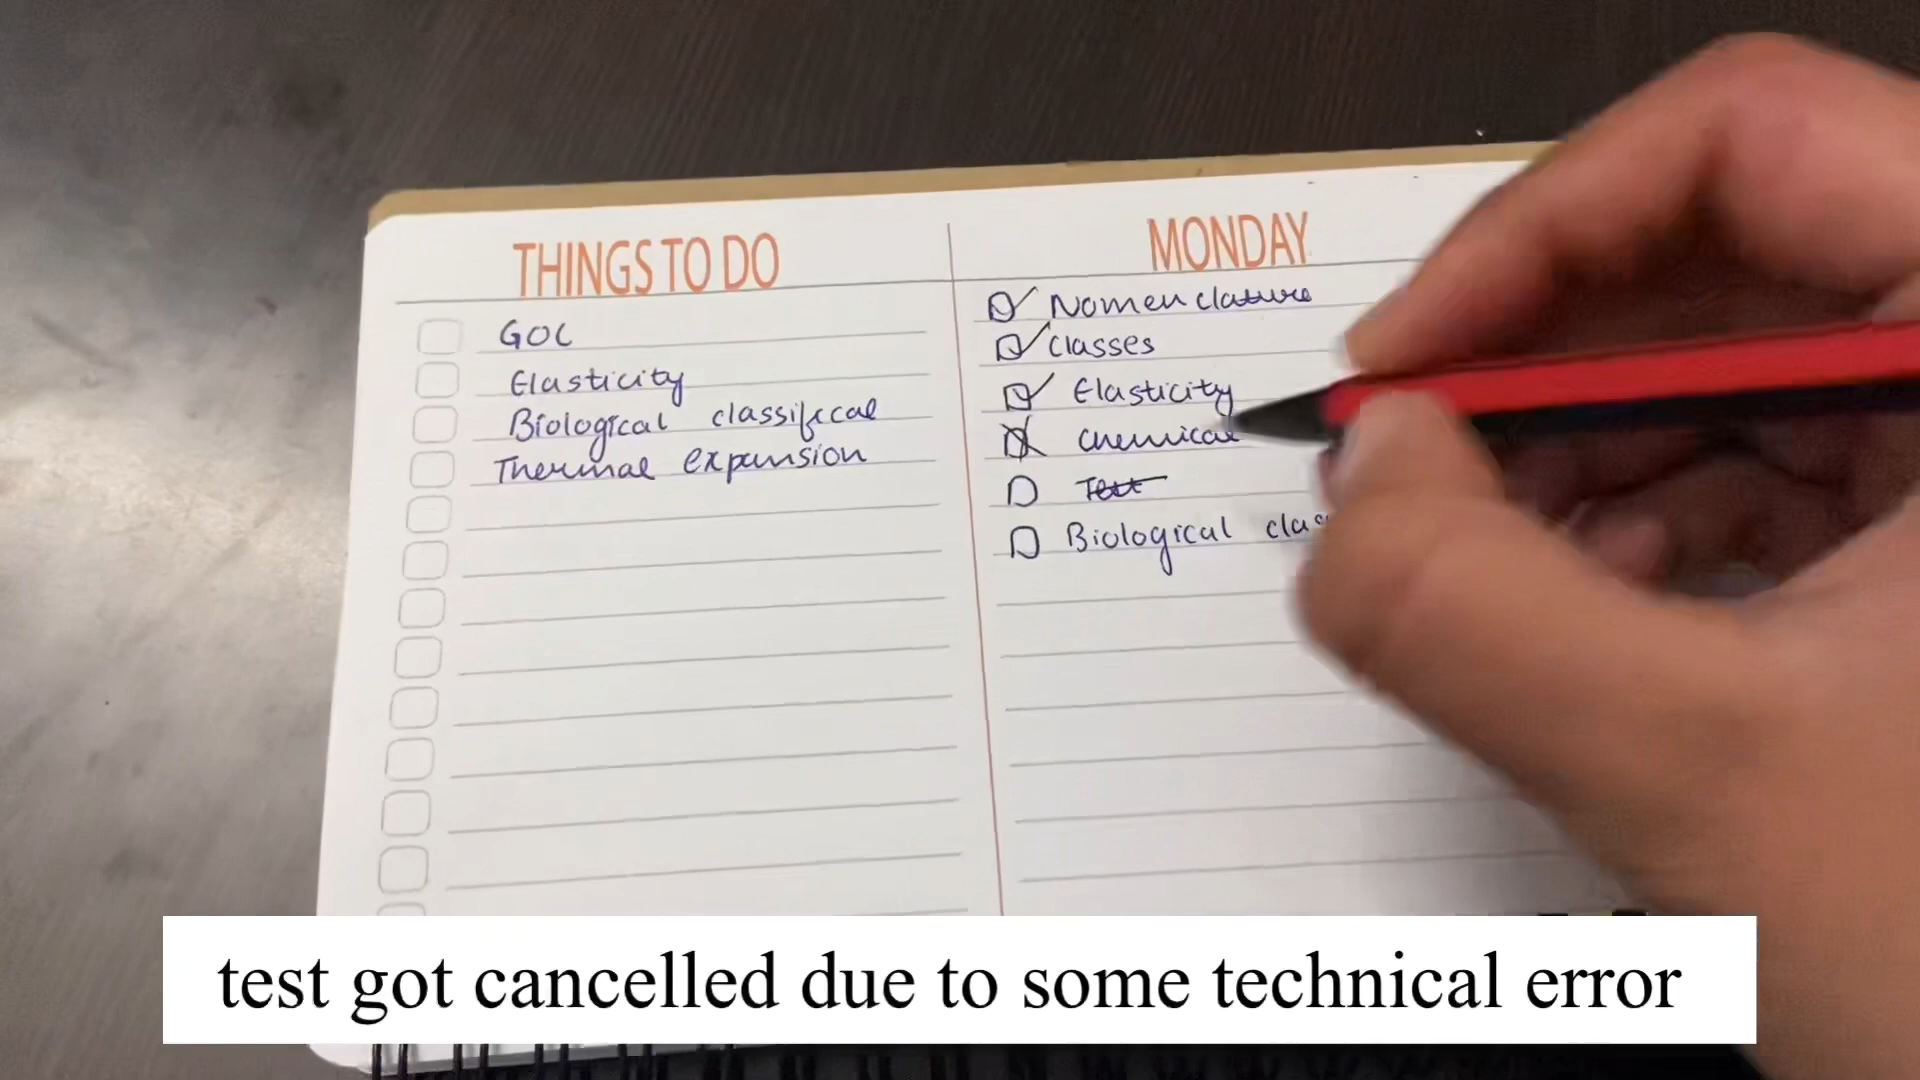 THINGS TO DO
GOC
Elasticity
Biological classifical
Thermal expansion
MONDAY
Nomenclature
Classes
Elasticity
Chemical
Test
Biological
test got cancelled due to some technical error